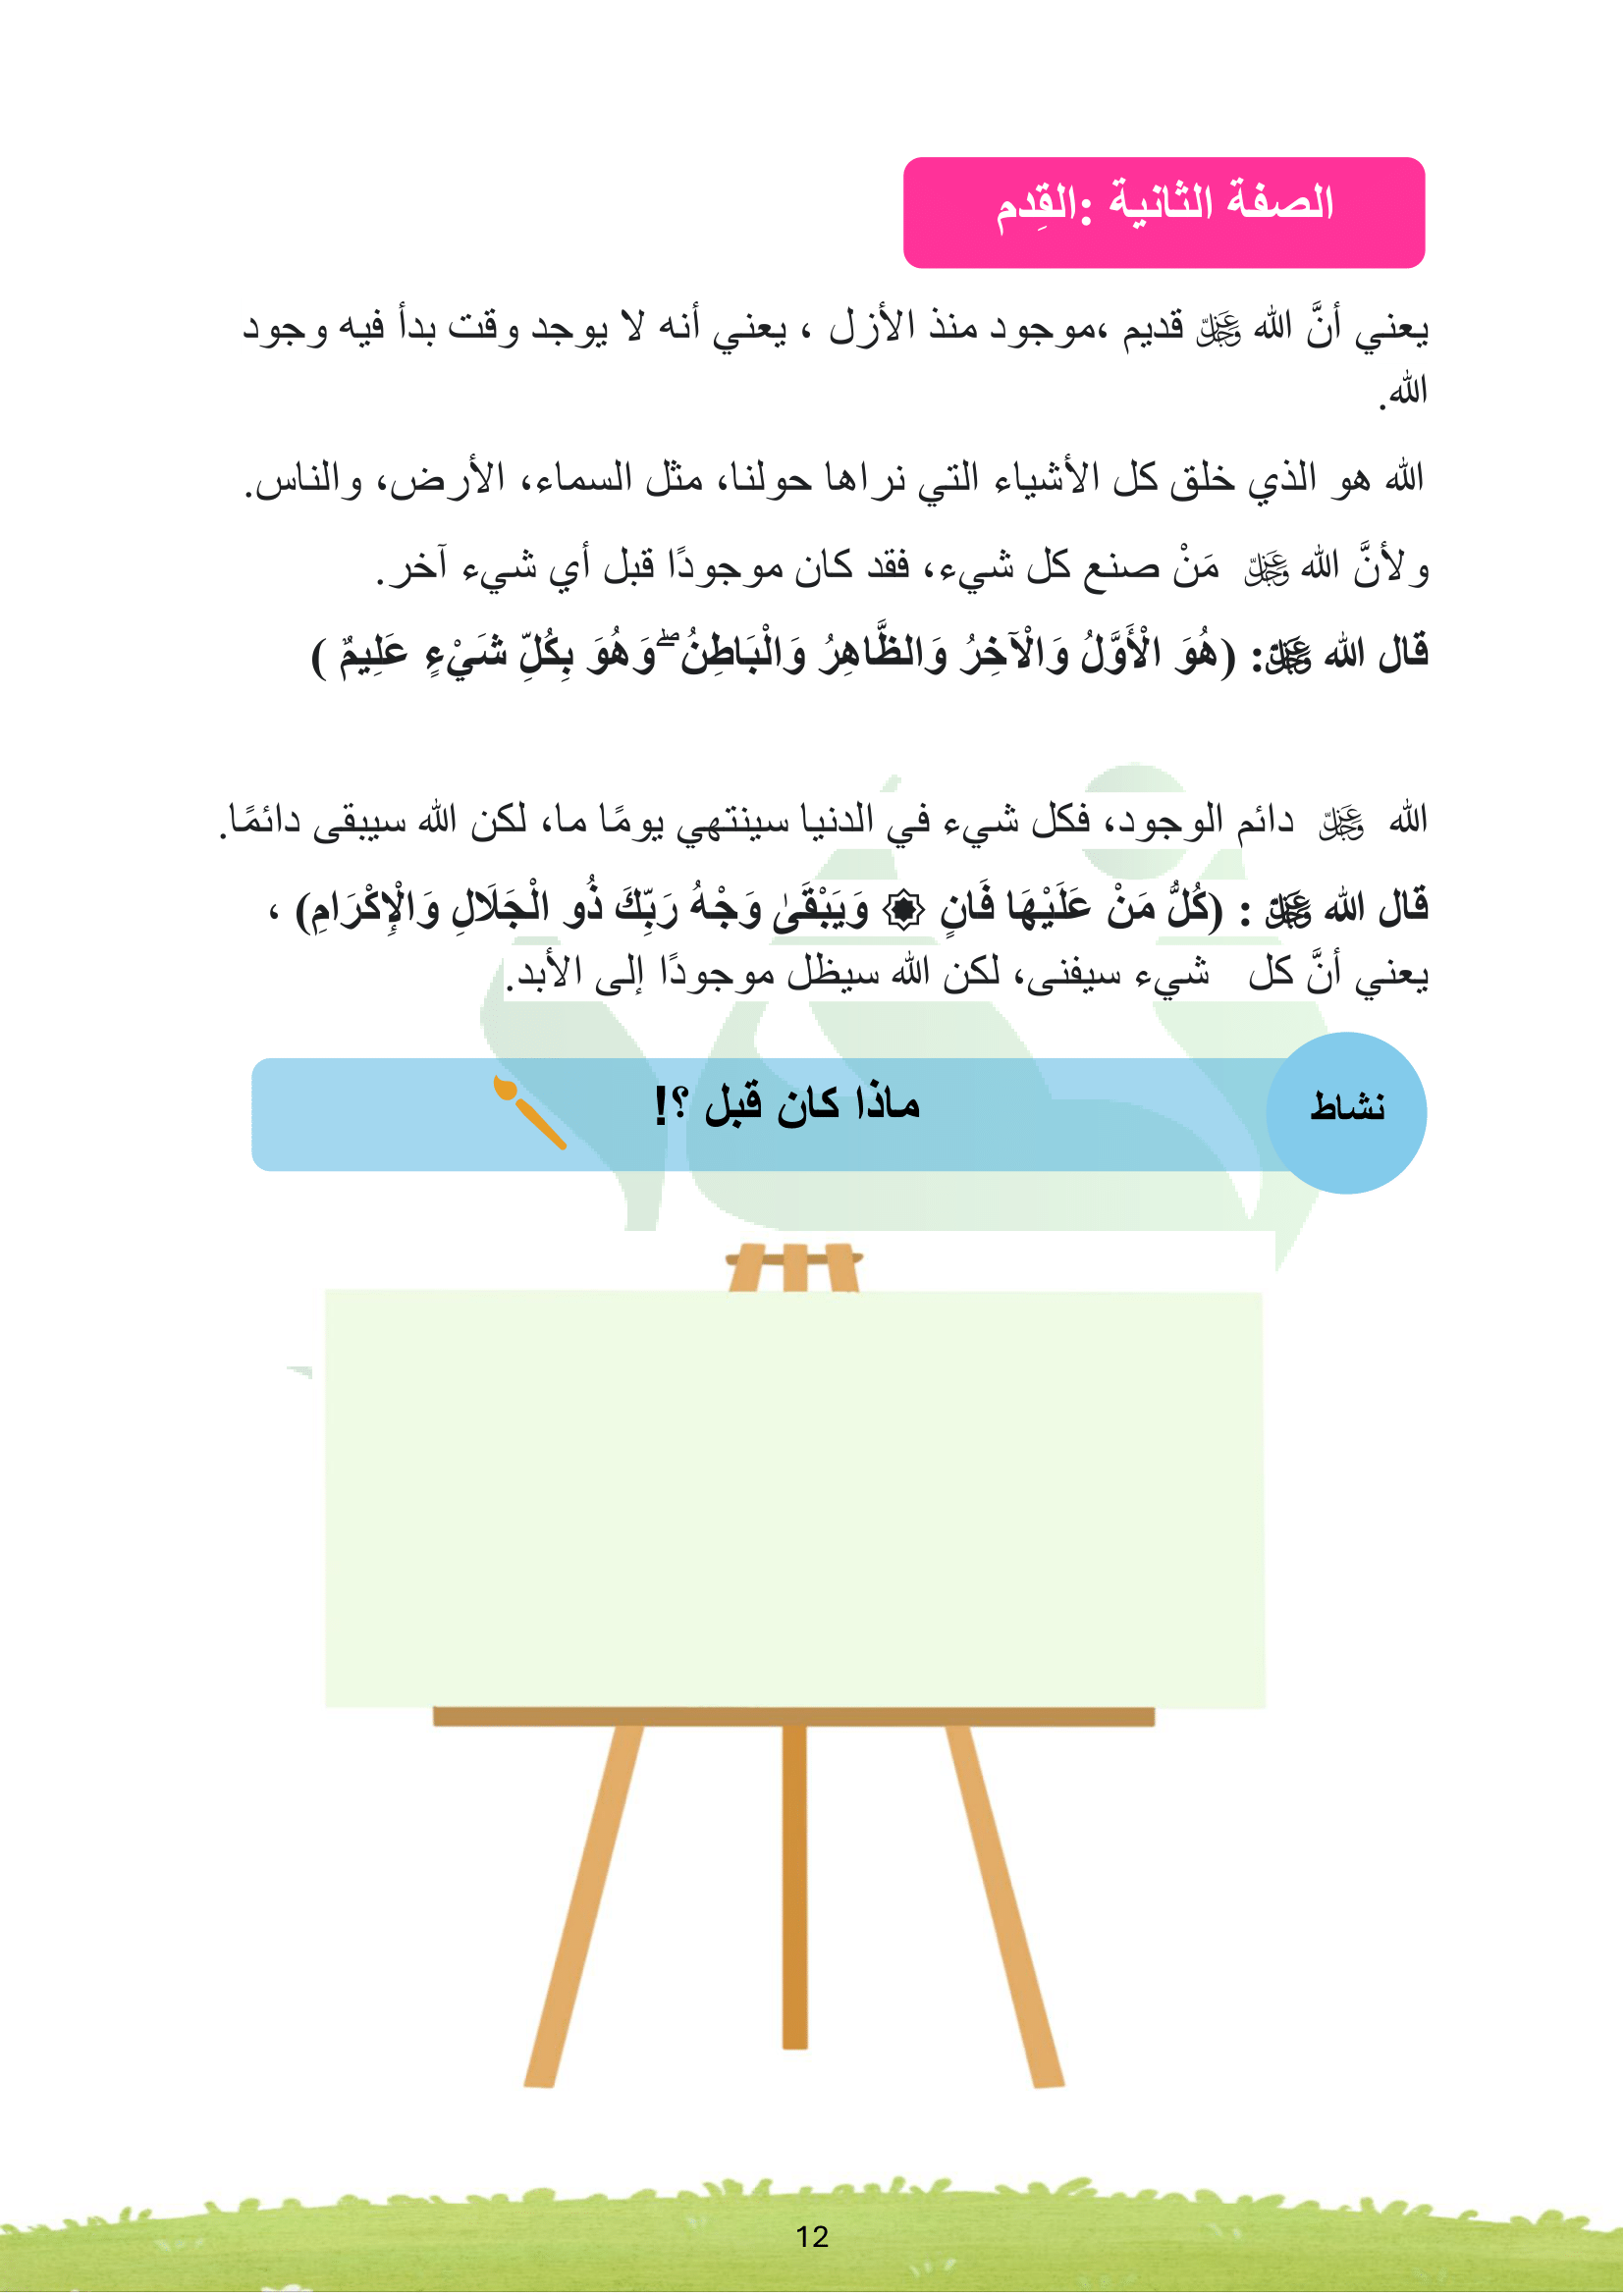 الصفة الثانية :القِدم
يعني أنَّ الله ﷻ قديم ،موجود منذ الأزل ، يعني أنه لا يوجد وقت بدأ فيه وجود
الله.
الله هو الذي خلق كل الأشياء التي نراها حولنا، مثل السماء، الأرض، والناس.
ولأنَّ الله ﷻ مَنْ صنع كل شيء، فقد كان موجودًا قبل أي شيء آخر.
قال الله ﷻ: (هُوَ الْأَوَّلُ وَالْآخِرُ وَالظَّاهِرُ وَالْبَاطِنُ ۖ وَهُوَ بِكُلِّ شَيْءٍ عَلِيمٌ )
الله ﷻ دائم الوجود، فكل شيء في الدنيا سينتهي يومًا ما، لكن الله سيبقى دائمًا.
قال الله ﷻ : (كُلُّ مَنْ عَلَيْهَا فَانٍ ۞ وَيَبْقَىٰ وَجْهُ رَبِّكَ ذُو الْجَلَالِ وَالْإِكْرَامِ) ،
يعني أنَّ كل شيء سيفنى، لكن الله سيظل موجودًا إلى الأبد.
نشاط
ماذا كان قبل ؟!
12